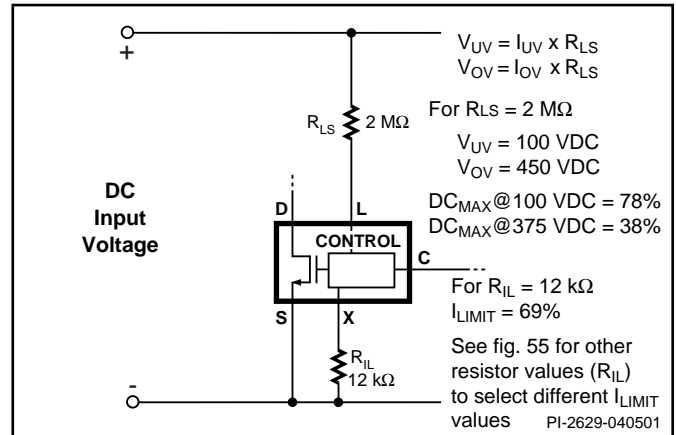 +
V_UV = I_UV x R_LS
V_OV = I_OV x R_LS
For RLS = 2 MΩ
R_LS 2 MΩ
V_UV = 100 VDC
V_OV = 450 VDC
DC
Input
Voltage
DC_MAX@100 VDC = 78%
DC_MAX@375 VDC = 38%
D
L
CONTROL
C
For R_IL = 12 kΩ
I_LIMIT = 69%
S
X
See fig. 55 for other
resistor values (R_IL)
to select different I_LIMIT
values
R_IL
12 kΩ
-
PI-2629-040501